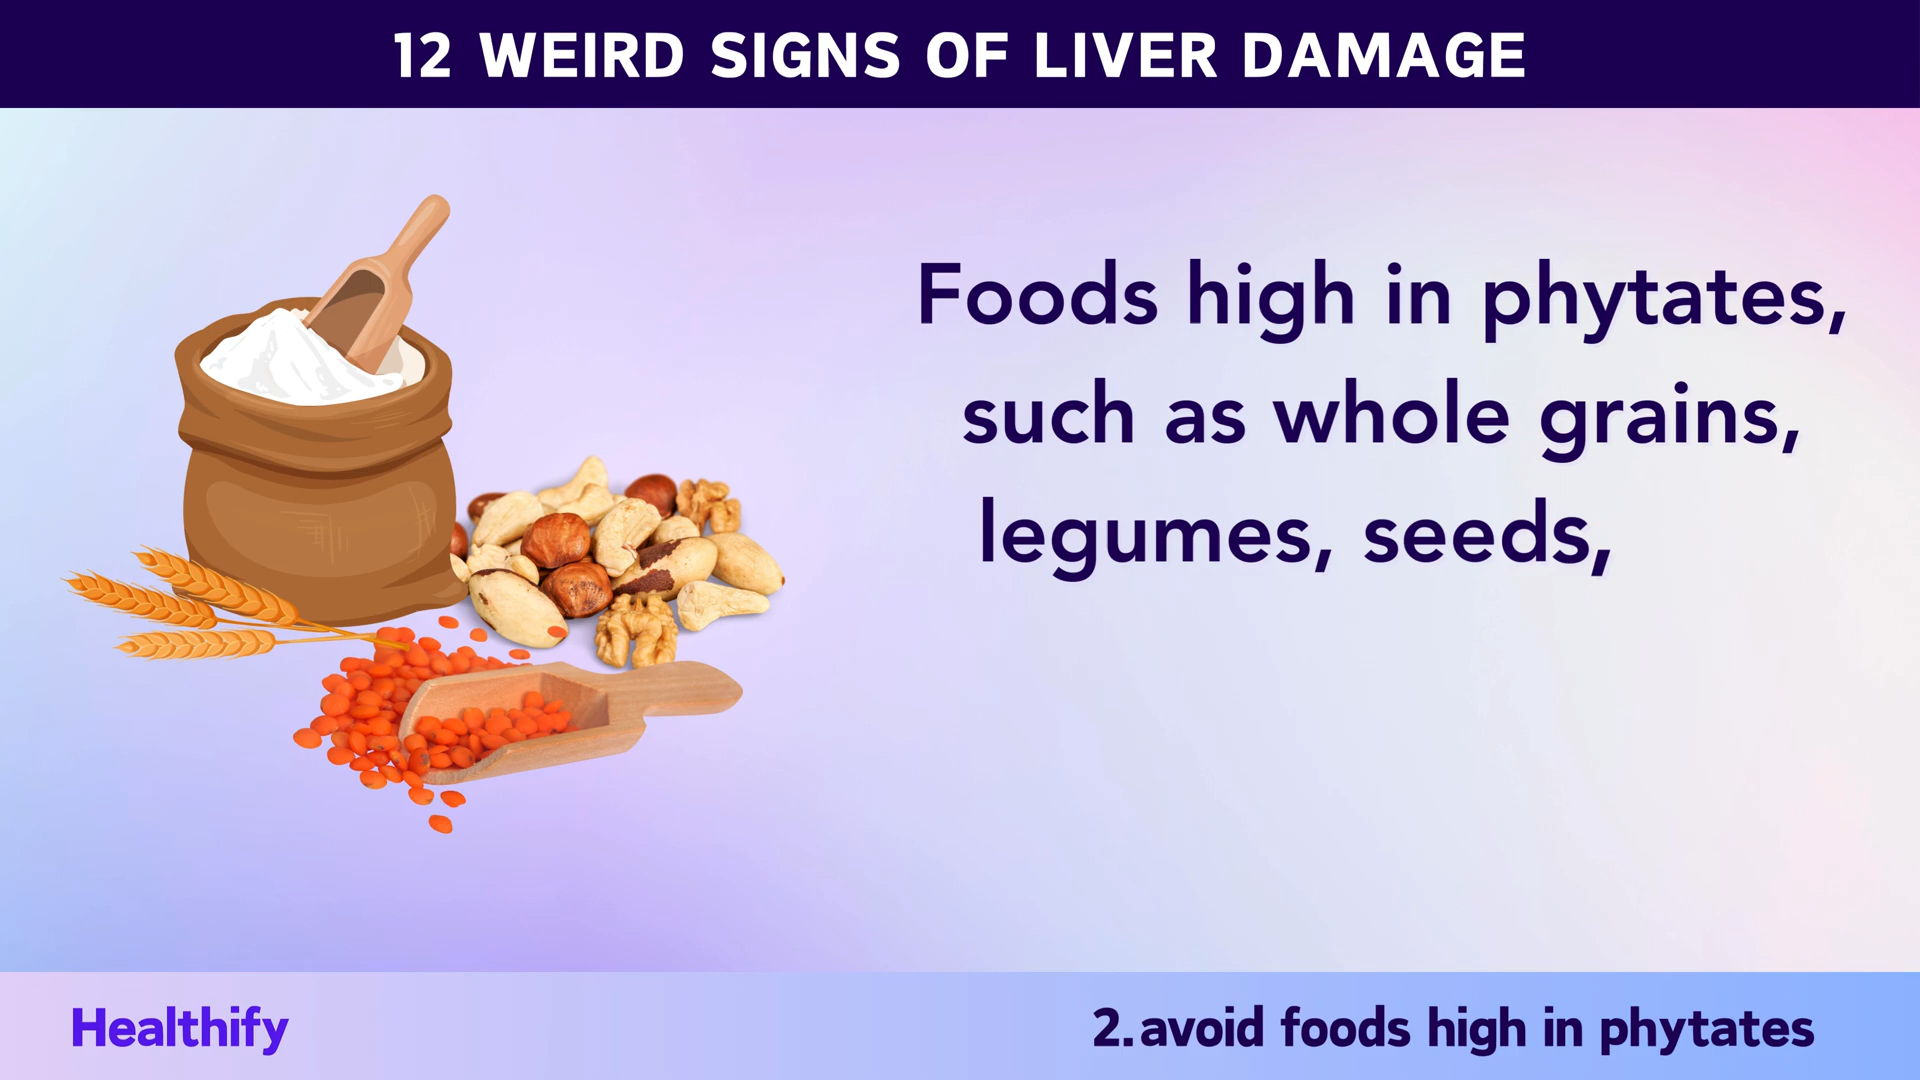 12 WEIRD SIGNS OF LIVER DAMAGE
Foods high in phytates,
such as whole grains,
legumes, seeds,
Healthify
2.avoid foods high in phytates